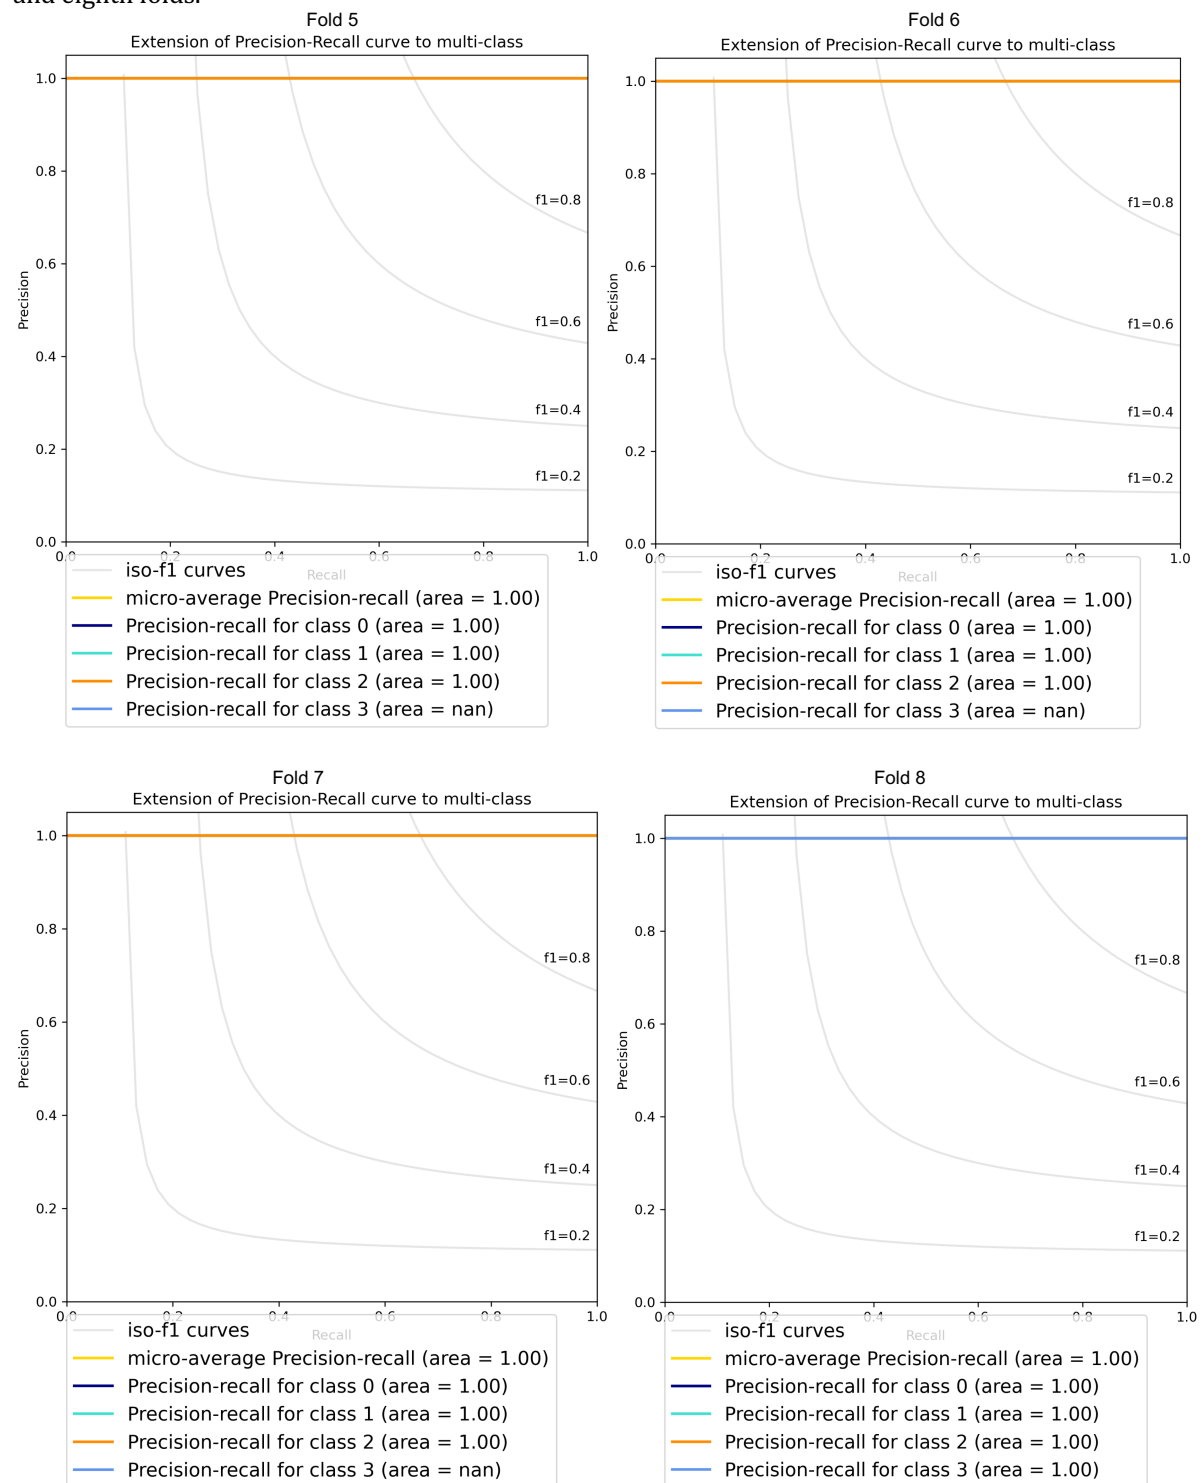 and eighth folds.
Fold 5
Extension of Precision-Recall curve to multi-class
1.0
0.8
0.6
0.4
0.2
0.0
Precision
f1=0.8
f1=0.6
f1=0.4
f1=0.2
0.0 0.2 0.4 0.6 0.8 1.0
Recall
iso-f1 curves
micro-average Precision-recall (area = 1.00)
Precision-recall for class 0 (area = 1.00)
Precision-recall for class 1 (area = 1.00)
Precision-recall for class 2 (area = 1.00)
Precision-recall for class 3 (area = nan)
Fold 6
Extension of Precision-Recall curve to multi-class
1.0
0.8
0.6
0.4
0.2
0.0
Precision
f1=0.8
f1=0.6
f1=0.4
f1=0.2
0.0 0.2 0.4 0.6 0.8 1.0
Recall
iso-f1 curves
micro-average Precision-recall (area = 1.00)
Precision-recall for class 0 (area = 1.00)
Precision-recall for class 1 (area = 1.00)
Precision-recall for class 2 (area = 1.00)
Precision-recall for class 3 (area = nan)
Fold 7
Extension of Precision-Recall curve to multi-class
1.0
0.8
0.6
0.4
0.2
0.0
Precision
f1=0.8
f1=0.6
f1=0.4
f1=0.2
0.0 0.2 0.4 0.6 0.8 1.0
Recall
iso-f1 curves
micro-average Precision-recall (area = 1.00)
Precision-recall for class 0 (area = 1.00)
Precision-recall for class 1 (area = 1.00)
Precision-recall for class 2 (area = 1.00)
Precision-recall for class 3 (area = nan)
Fold 8
Extension of Precision-Recall curve to multi-class
1.0
0.8
0.6
0.4
0.2
0.0
Precision
f1=0.8
f1=0.6
f1=0.4
f1=0.2
0.0 0.2 0.4 0.6 0.8 1.0
Recall
iso-f1 curves
micro-average Precision-recall (area = 1.00)
Precision-recall for class 0 (area = 1.00)
Precision-recall for class 1 (area = 1.00)
Precision-recall for class 2 (area = 1.00)
Precision-recall for class 3 (area = 1.00)